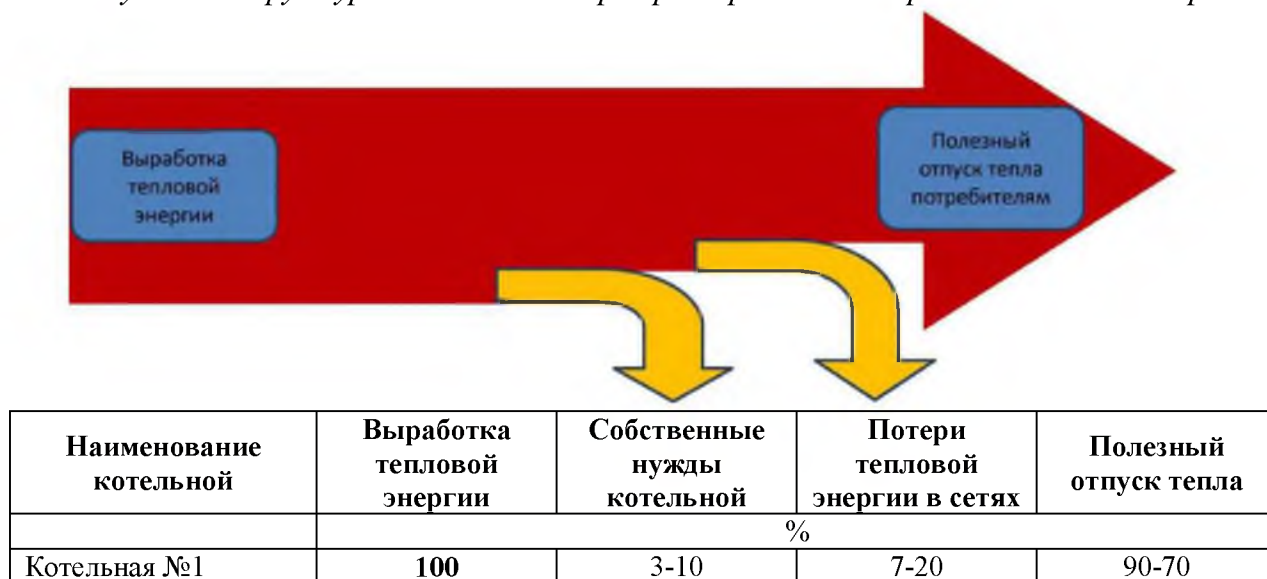 Выработка
тепловой
энергии
Полезный
отпуск тепла
потребителям
Наименование
котельной
Выработка
тепловой
энергии
Собственные
нужды
котельной
Потери
тепловой
энергии в сетях
Полезный
отпуск тепла
%
Котельная №1 100 3-10 7-20 90-70